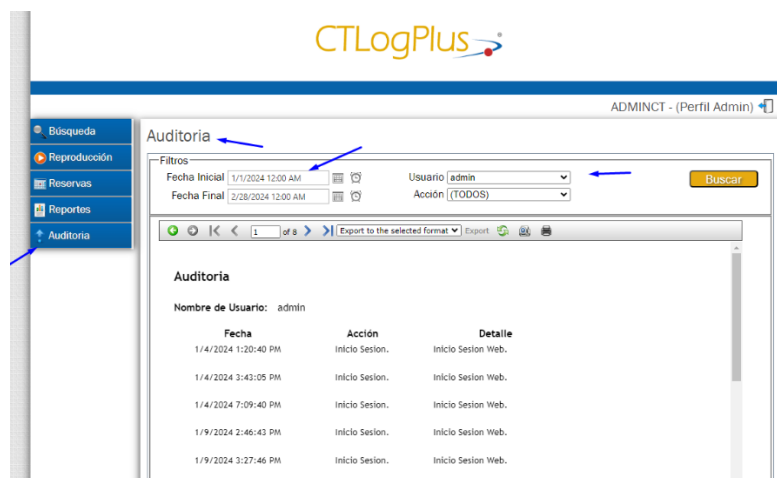 CTLogPlus
ADMINCT - (Perfil Admin)
Búsqueda
Reproducción
Reservas
Reportes
Auditoria
Auditoria
Filtros
Fecha Inicial 1/1/2024 12:00 AM Usuario admin Buscar
Fecha Final 2/28/2024 12:00 AM Acción (TODOS)
1 of 8 Export to the selected format Export
Auditoria
Nombre de Usuario: admin
Fecha Acción Detalle
1/4/2024 1:20:40 PM Inicio Sesion. Inicio Sesion Web.
1/4/2024 3:43:05 PM Inicio Sesion. Inicio Sesion Web.
1/4/2024 7:09:40 PM Inicio Sesion. Inicio Sesion Web.
1/9/2024 2:46:43 PM Inicio Sesion. Inicio Sesion Web.
1/9/2024 3:27:46 PM Inicio Sesion. Inicio Sesion Web.